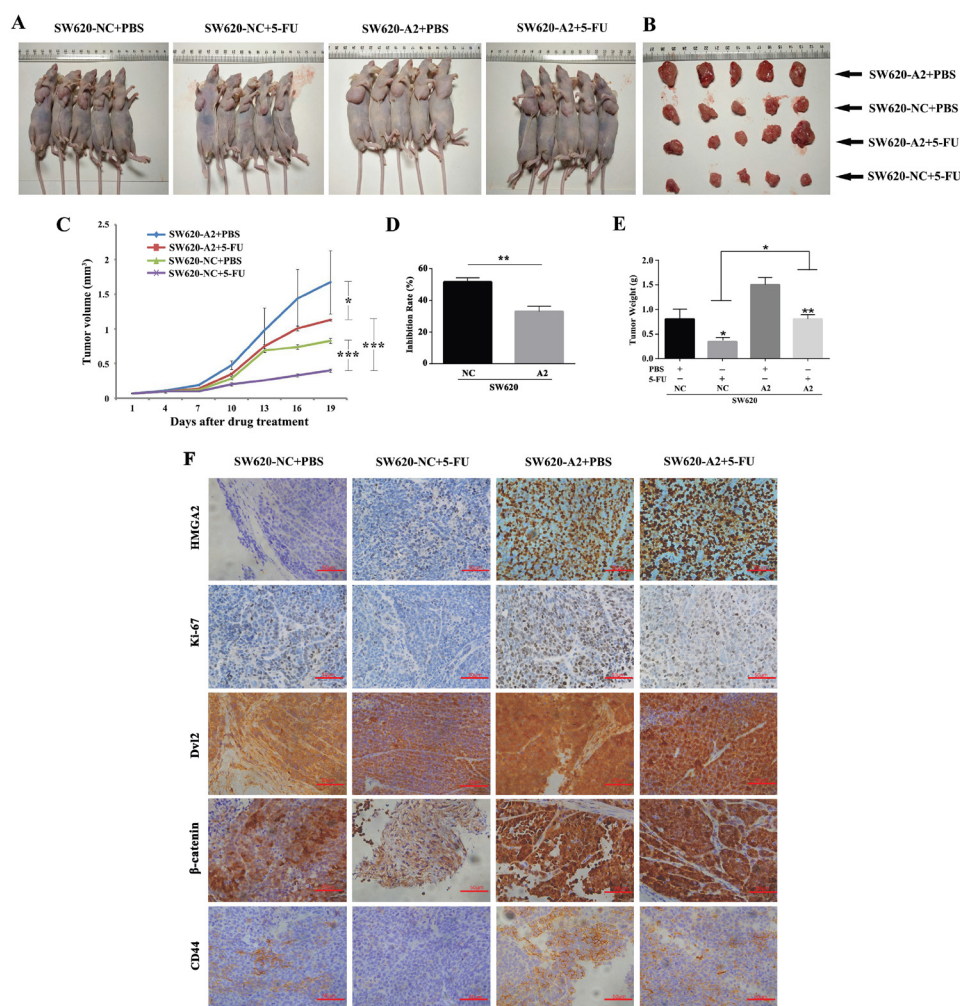 A
SW620-NC+PBS
SW620-NC+5-FU
SW620-A2+PBS
SW620-A2+5-FU
B
SW620-A2+PBS
SW620-NC+PBS
SW620-A2+5-FU
SW620-NC+5-FU
C
SW620-A2+PBS
SW620-A2+5-FU
SW620-NC+PBS
SW620-NC+5-FU
Tumor volume (mm³)
2
1.5
1
0.5
0
*
***
***
1 4 7 10 13 16 19
Days after drug treatment
D
Inhibition Rate (%)
60
40
20
0
**
NC A2
SW620
E
Tumor Weight (g)
2.0
1.5
1.0
0.5
0.0
*
*
**
PBS + − + −
5-FU − + − +
NC NC A2 A2
SW620
F
SW620-NC+PBS
SW620-NC+5-FU
SW620-A2+PBS
SW620-A2+5-FU
HMGA2
Ki-67
Dvl2
β-catenin
CD44